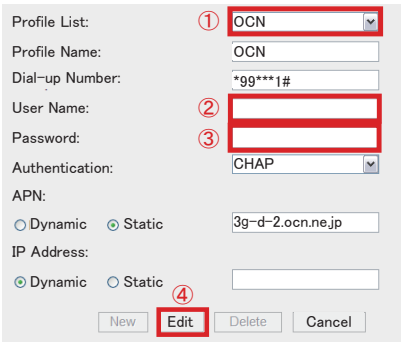 Profile List: ① OCN
Profile Name: OCN
Dial-up Number: *99***1#
User Name: ②
Password: ③
Authentication: CHAP
APN:
Dynamic Static 3g-d-2.ocn.ne.jp
IP Address:
Dynamic Static
④
New Edit Delete Cancel